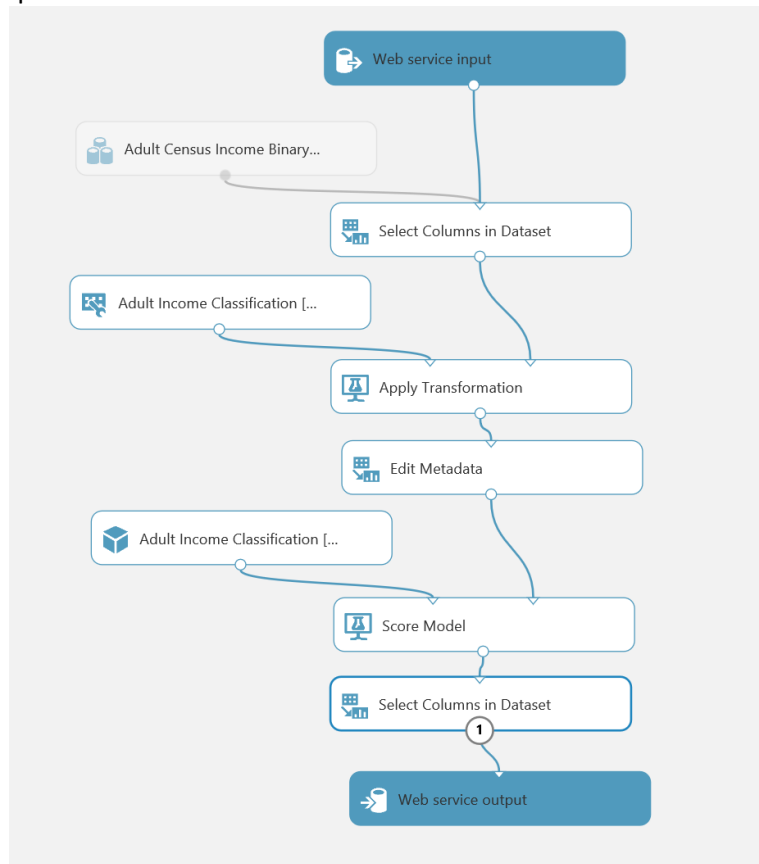 Web service input
Adult Census Income Binary...
Select Columns in Dataset
Adult Income Classification [...
Apply Transformation
Edit Metadata
Adult Income Classification [...
Score Model
Select Columns in Dataset
1
Web service output